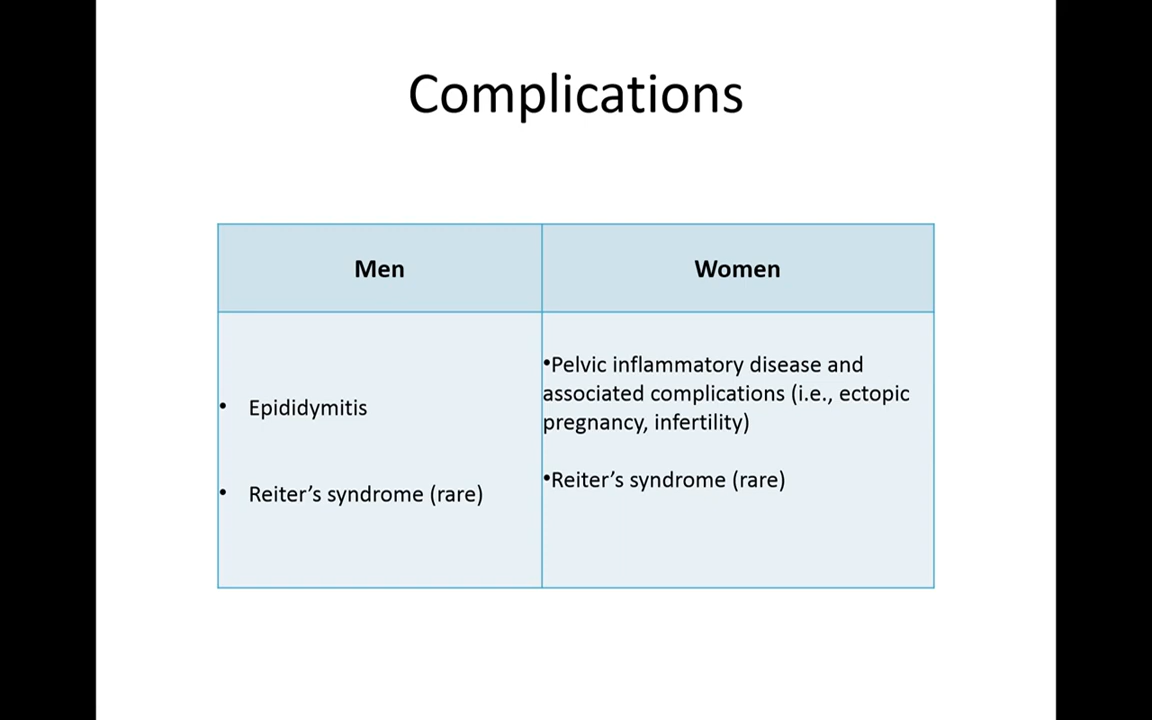 Complications
Men
Women
• Epididymitis
• Reiter’s syndrome (rare)
•Pelvic inflammatory disease and
associated complications (i.e., ectopic
pregnancy, infertility)
•Reiter’s syndrome (rare)